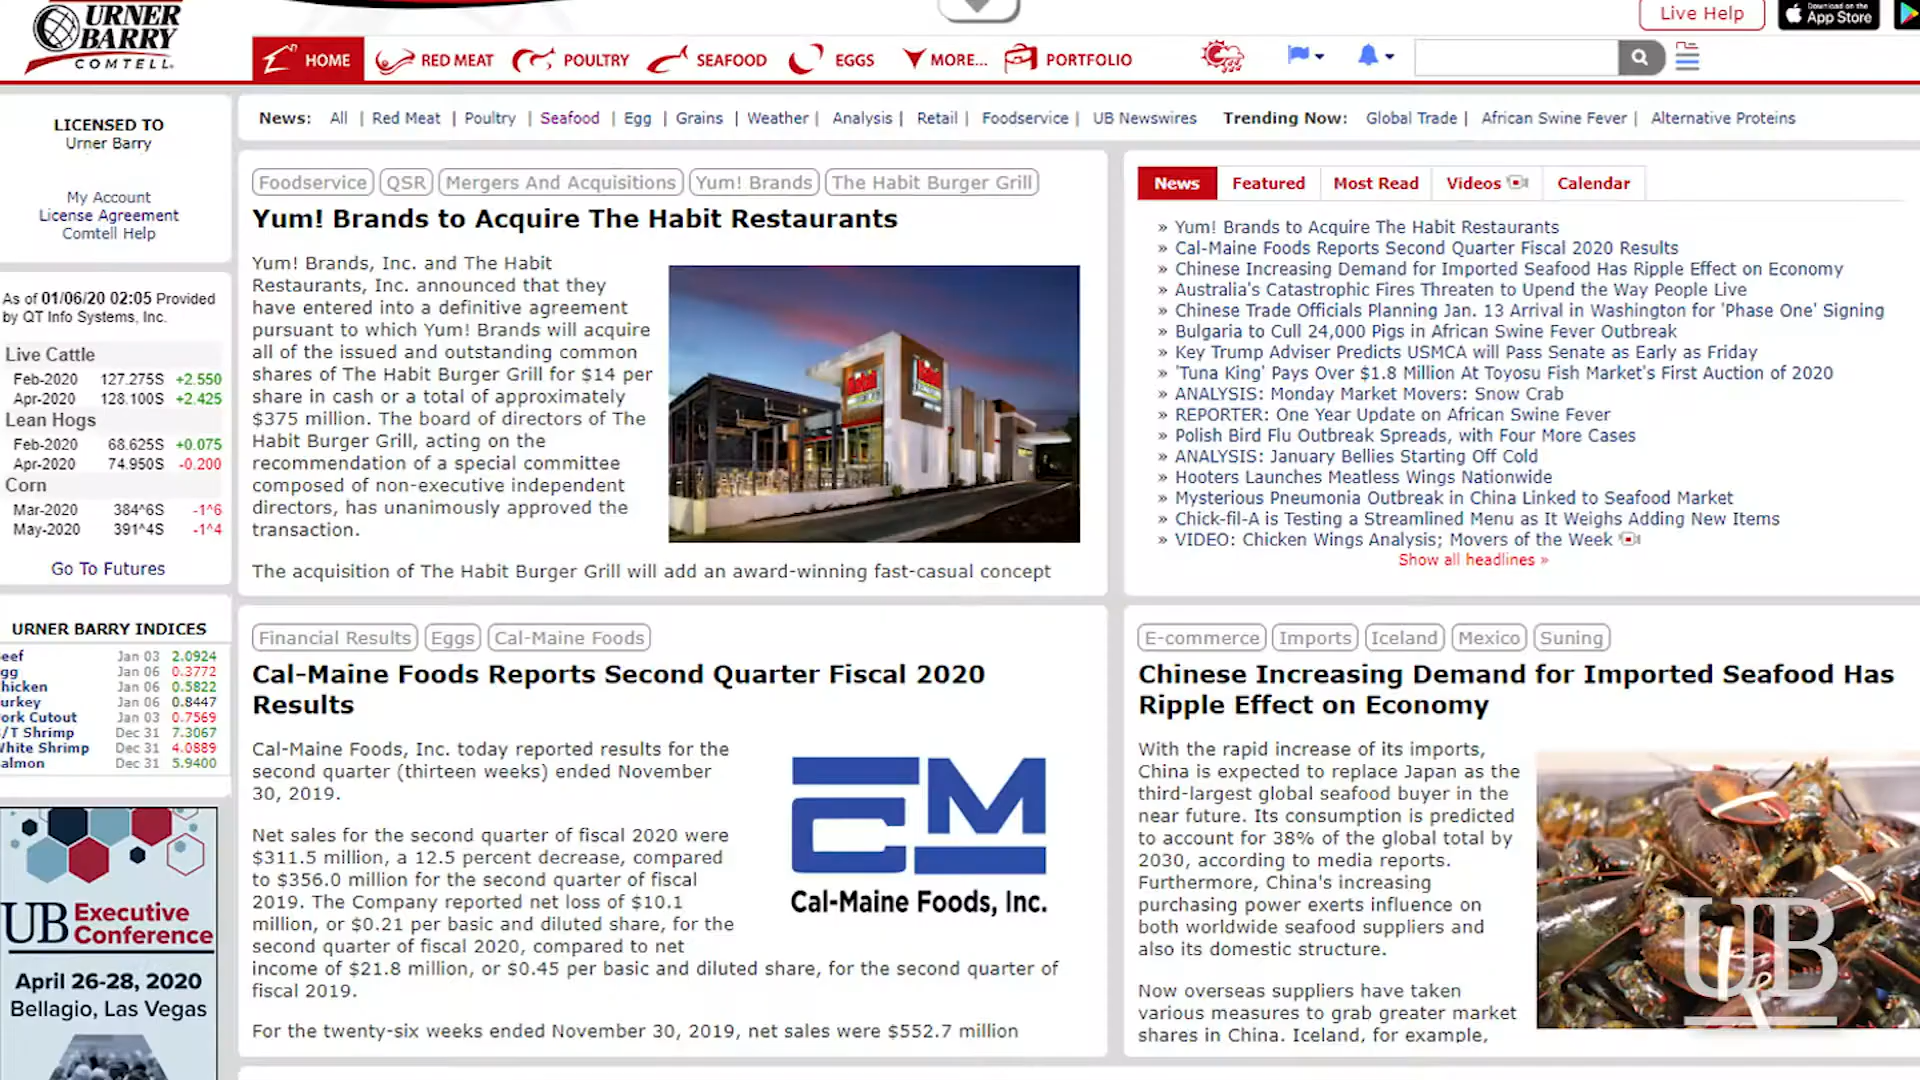 URNER
BARRY
COMTELL®
Live Help
Download on the
App Store
HOME
RED MEAT
POULTRY
SEAFOOD
EGGS
MORE...
PORTFOLIO
LICENSED TO
Urner Barry
My Account
License Agreement
Comtell Help
As of 01/06/20 02:05 Provided
by QT Info Systems, Inc.
Live Cattle
Feb-2020 127.275S +2.550
Apr-2020 128.100S +2.425
Lean Hogs
Feb-2020 68.625S +0.075
Apr-2020 74.950S -0.200
Corn
Mar-2020 384^6S -1^6
May-2020 391^4S -1^4
Go To Futures
URNER BARRY INDICES
eef Jan 03 2.0924
gg Jan 06 0.3772
hicken Jan 06 0.5822
urkey Jan 06 0.8447
ork Cutout Jan 03 0.7569
/T Shrimp Dec 31 7.3067
hite Shrimp Dec 31 4.0889
almon Dec 31 5.9400
UB Executive
Conference
April 26-28, 2020
Bellagio, Las Vegas
News: All | Red Meat | Poultry | Seafood | Egg | Grains | Weather | Analysis | Retail | Foodservice | UB Newswires Trending Now: Global Trade | African Swine Fever | Alternative Proteins
Foodservice QSR Mergers And Acquisitions Yum! Brands The Habit Burger Grill
Yum! Brands to Acquire The Habit Restaurants
Yum! Brands, Inc. and The Habit
Restaurants, Inc. announced that they
have entered into a definitive agreement
pursuant to which Yum! Brands will acquire
all of the issued and outstanding common
shares of The Habit Burger Grill for $14 per
share in cash or a total of approximately
$375 million. The board of directors of The
Habit Burger Grill, acting on the
recommendation of a special committee
composed of non-executive independent
directors, has unanimously approved the
transaction.
The acquisition of The Habit Burger Grill will add an award-winning fast-casual concept
News Featured Most Read Videos Calendar
» Yum! Brands to Acquire The Habit Restaurants
» Cal-Maine Foods Reports Second Quarter Fiscal 2020 Results
» Chinese Increasing Demand for Imported Seafood Has Ripple Effect on Economy
» Australia's Catastrophic Fires Threaten to Upend the Way People Live
» Chinese Trade Officials Planning Jan. 13 Arrival in Washington for 'Phase One' Signing
» Bulgaria to Cull 24,000 Pigs in African Swine Fever Outbreak
» Key Trump Adviser Predicts USMCA will Pass Senate as Early as Friday
» 'Tuna King' Pays Over $1.8 Million At Toyosu Fish Market's First Auction of 2020
» ANALYSIS: Monday Market Movers: Snow Crab
» REPORTER: One Year Update on African Swine Fever
» Polish Bird Flu Outbreak Spreads, with Four More Cases
» ANALYSIS: January Bellies Starting Off Cold
» Hooters Launches Meatless Wings Nationwide
» Mysterious Pneumonia Outbreak in China Linked to Seafood Market
» Chick-fil-A is Testing a Streamlined Menu as It Weighs Adding New Items
» VIDEO: Chicken Wings Analysis; Movers of the Week
Show all headlines »
Financial Results Eggs Cal-Maine Foods
Cal-Maine Foods Reports Second Quarter Fiscal 2020
Results
Cal-Maine Foods, Inc. today reported results for the
second quarter (thirteen weeks) ended November
30, 2019.
Net sales for the second quarter of fiscal 2020 were
$311.5 million, a 12.5 percent decrease, compared
to $356.0 million for the second quarter of fiscal
2019. The Company reported net loss of $10.1
million, or $0.21 per basic and diluted share, for the
second quarter of fiscal 2020, compared to net
income of $21.8 million, or $0.45 per basic and diluted share, for the second quarter of
fiscal 2019.
For the twenty-six weeks ended November 30, 2019, net sales were $552.7 million
CM
Cal-Maine Foods, Inc.
E-commerce Imports Iceland Mexico Suning
Chinese Increasing Demand for Imported Seafood Has
Ripple Effect on Economy
With the rapid increase of its imports,
China is expected to replace Japan as the
third-largest global seafood buyer in the
near future. Its consumption is predicted
to account for 38% of the global total by
2030, according to media reports.
Furthermore, China's increasing
purchasing power exerts influence on
both worldwide seafood suppliers and
also its domestic structure.
Now overseas suppliers have taken
various measures to grab greater market
shares in China. Iceland, for example,
UB